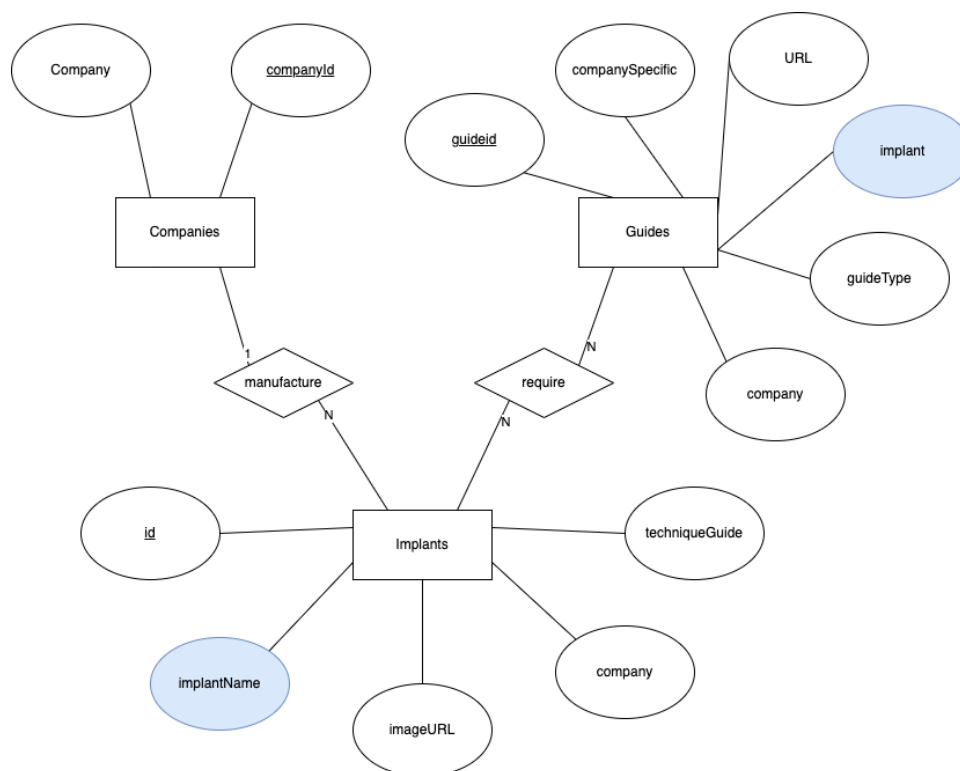 Company
companyId
companySpecific
URL
guideid
implant
Companies
Guides
guideType
1
manufacture
N
N
require
N
company
id
Implants
techniqueGuide
implantName
company
imageURL